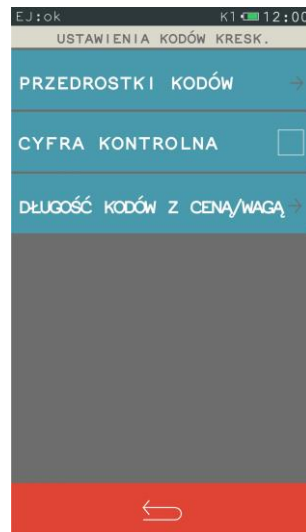 EJ:ok K1 12:00
USTAWIENIA KODÓW KRESK.
PRZEDROSTKI KODÓW
CYFRA KONTROLNA
DŁUGOŚĆ KODÓW Z CENĄ/WAGĄ